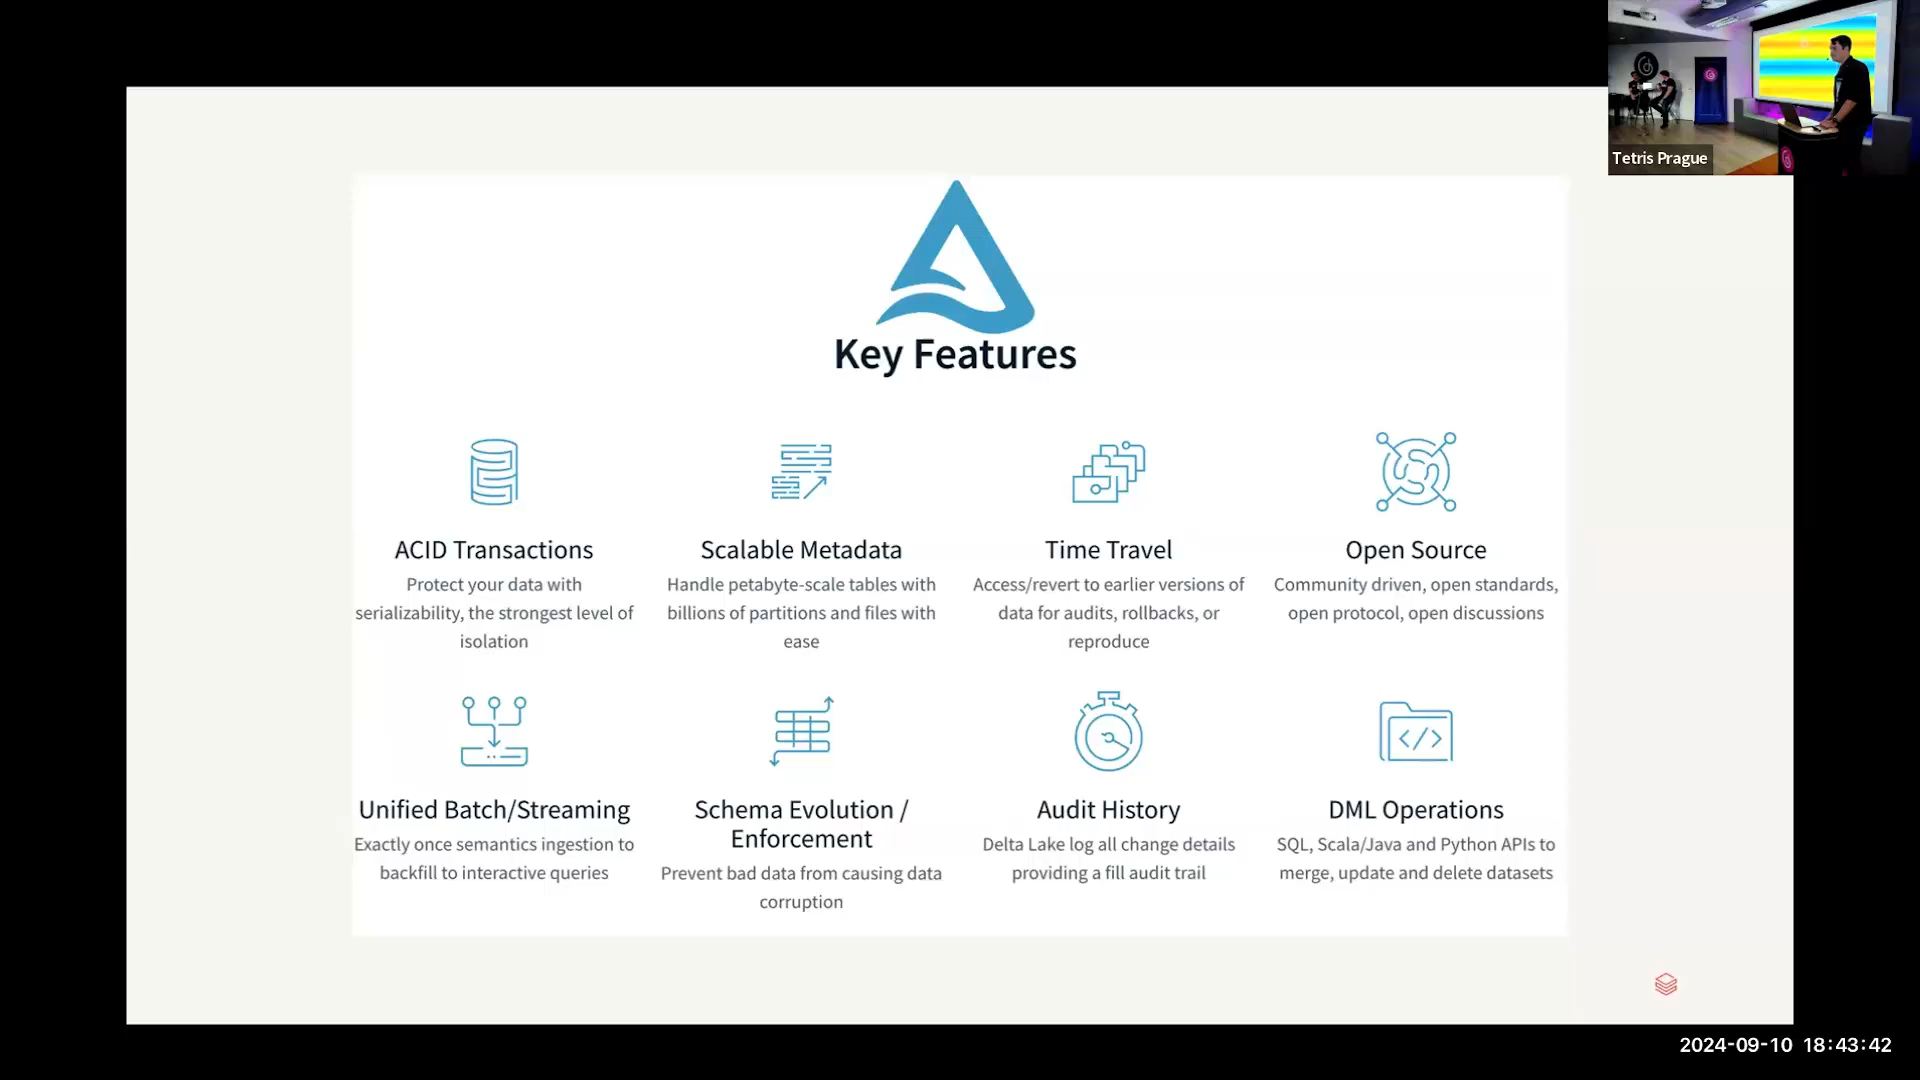 Tetris Prague
Key Features
ACID Transactions
Protect your data with
serializability, the strongest level of
isolation
Scalable Metadata
Handle petabyte-scale tables with
billions of partitions and files with
ease
Time Travel
Access/revert to earlier versions of
data for audits, rollbacks, or
reproduce
Open Source
Community driven, open standards,
open protocol, open discussions
Unified Batch/Streaming
Exactly once semantics ingestion to
backfill to interactive queries
Schema Evolution /
Enforcement
Prevent bad data from causing data
corruption
Audit History
Delta Lake log all change details
providing a fill audit trail
DML Operations
SQL, Scala/Java and Python APIs to
merge, update and delete datasets
2024-09-10 18:43:42